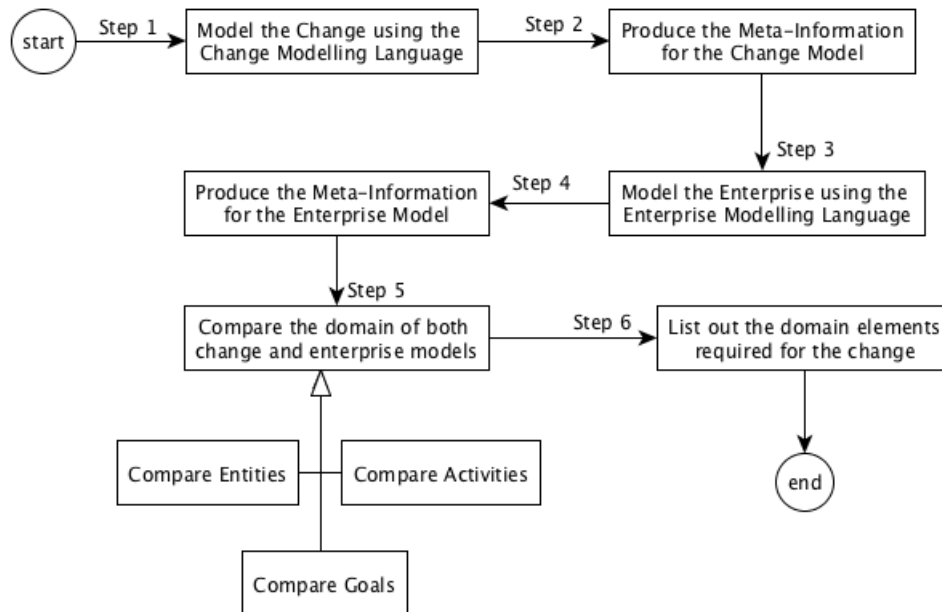 start
Step 1
Model the Change using the
Change Modelling Language
Step 2
Produce the Meta-Information
for the Change Model
Step 3
Model the Enterprise using the
Enterprise Modelling Language
Step 4
Produce the Meta-Information
for the Enterprise Model
Step 5
Compare the domain of both
change and enterprise models
Step 6
List out the domain elements
required for the change
Compare Entities
Compare Activities
Compare Goals
end